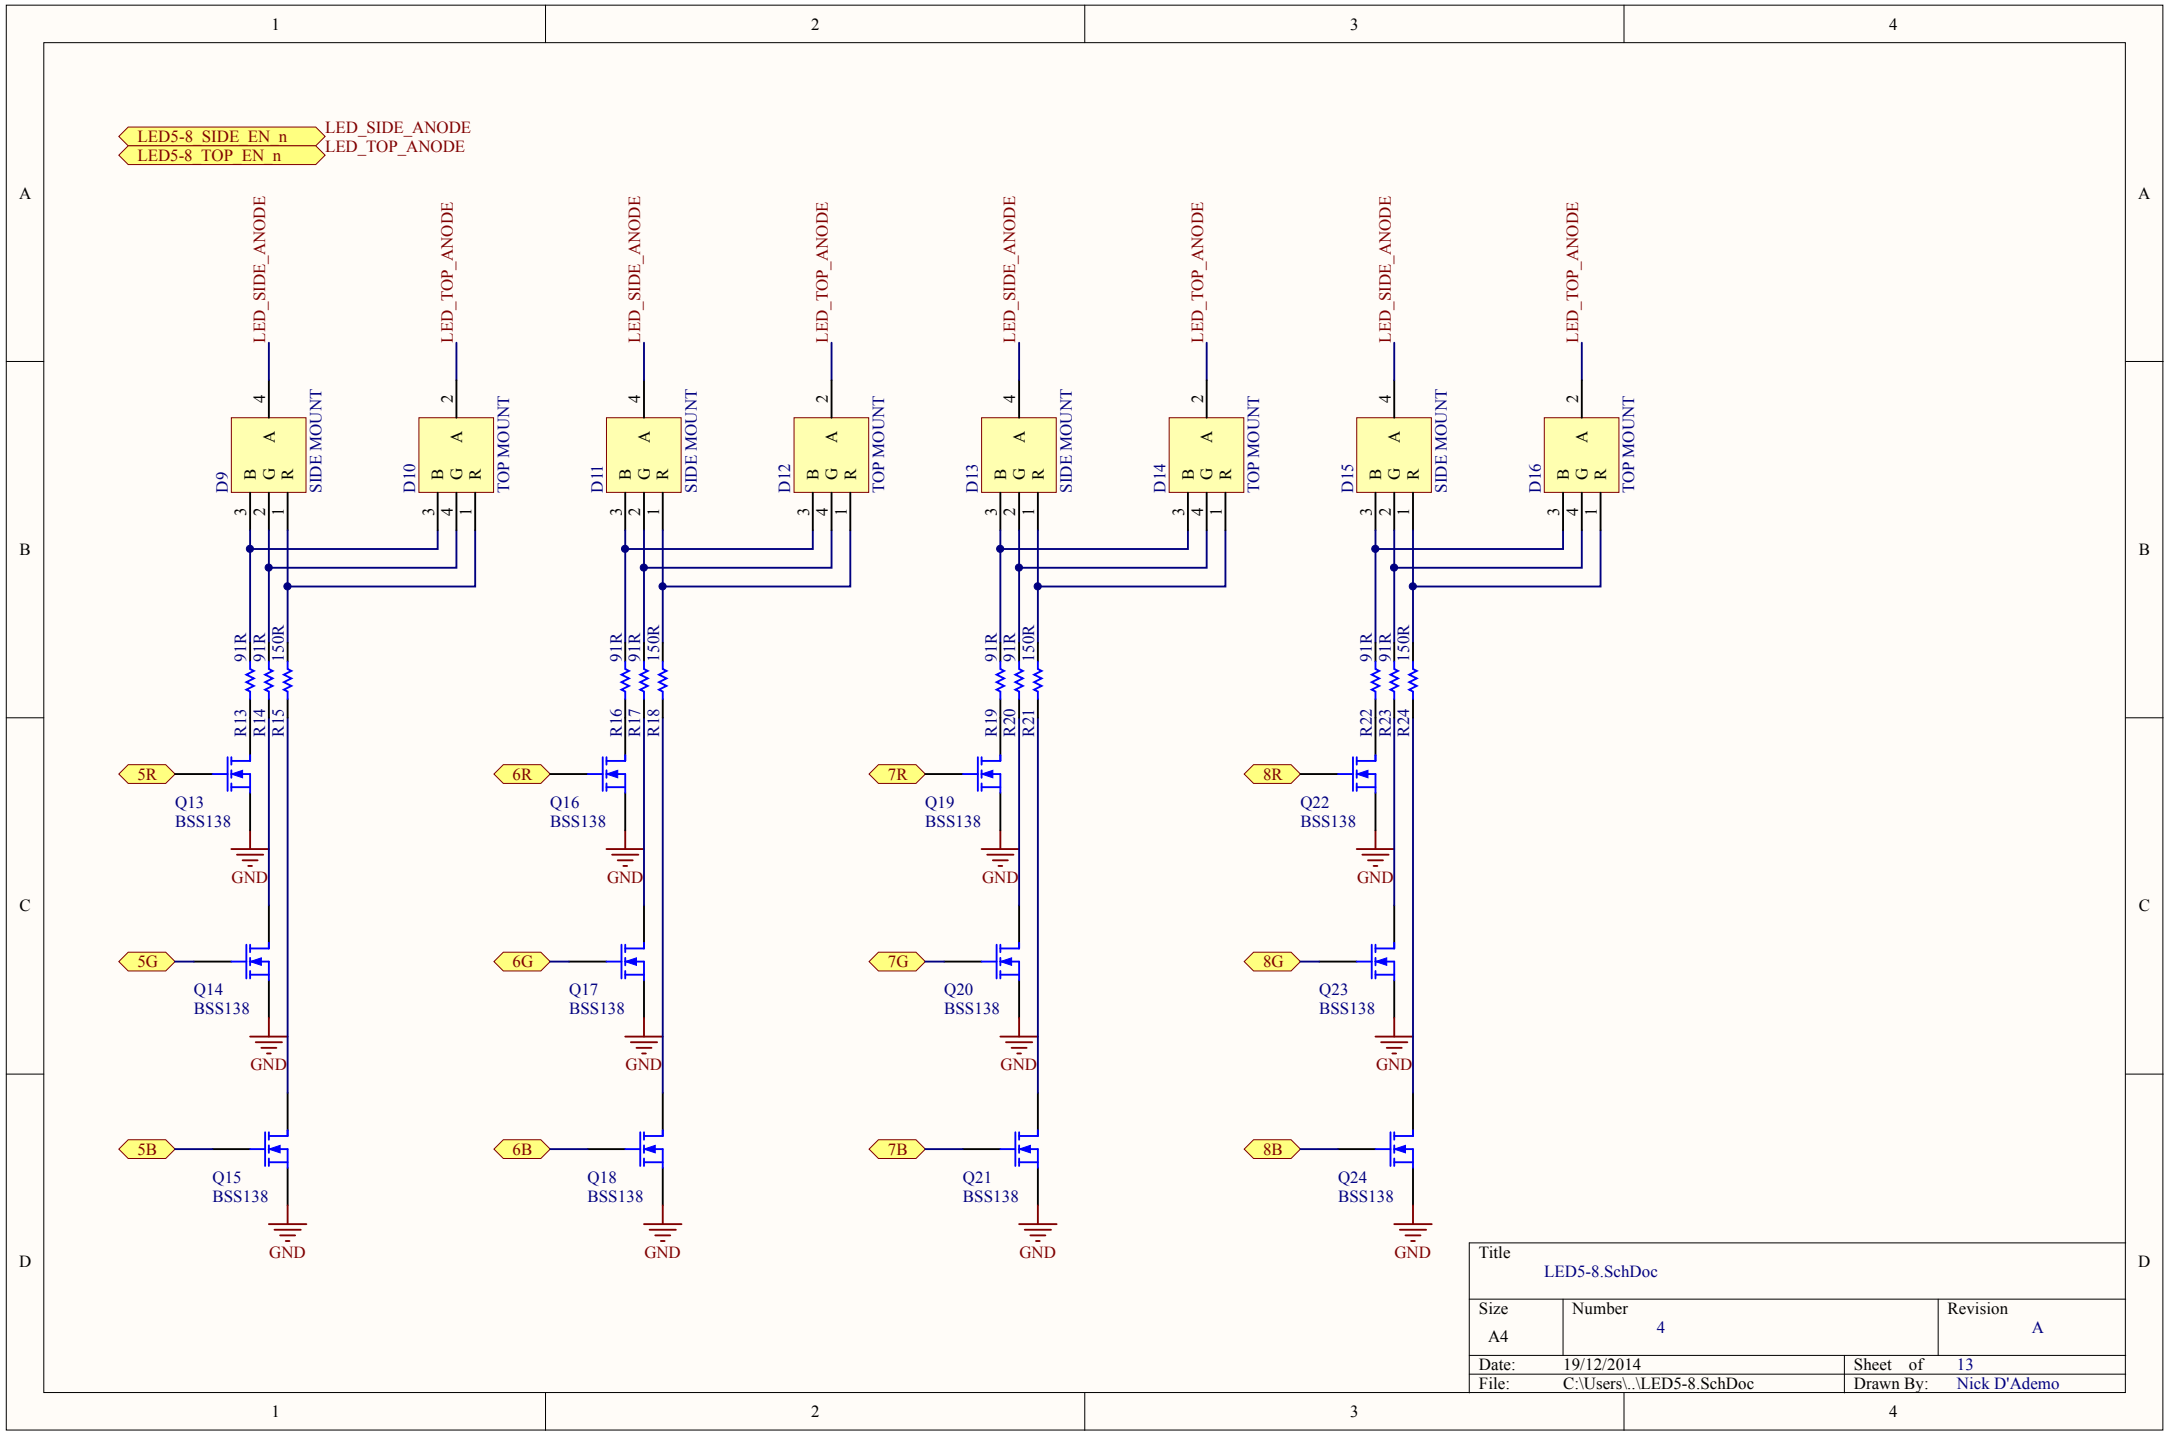 1 2 3 4
A A
B B
C C
D D
LED5-8 SIDE EN n LED_SIDE_ANODE
LED5-8 TOP EN n LED_TOP_ANODE
LED_SIDE_ANODE
LED_TOP_ANODE
LED_SIDE_ANODE
LED_TOP_ANODE
LED_SIDE_ANODE
LED_TOP_ANODE
LED_SIDE_ANODE
LED_TOP_ANODE
D9 4 A B G R 3 2 1 SIDE MOUNT
D10 2 A B G R 3 4 1 TOP MOUNT
D11 4 A B G R 3 2 1 SIDE MOUNT
D12 2 A B G R 3 4 1 TOP MOUNT
D13 4 A B G R 3 2 1 SIDE MOUNT
D14 2 A B G R 3 4 1 TOP MOUNT
D15 4 A B G R 3 2 1 SIDE MOUNT
D16 2 A B G R 3 4 1 TOP MOUNT
91R 91R 150R
91R 91R 150R
91R 91R 150R
91R 91R 150R
R13 R14 R15
R16 R17 R18
R19 R20 R21
R22 R23 R24
5R
Q13
BSS138
GND
6R
Q16
BSS138
GND
7R
Q19
BSS138
GND
8R
Q22
BSS138
GND
5G
Q14
BSS138
GND
6G
Q17
BSS138
GND
7G
Q20
BSS138
GND
8G
Q23
BSS138
GND
5B
Q15
BSS138
GND
6B
Q18
BSS138
GND
7B
Q21
BSS138
GND
8B
Q24
BSS138
GND
Title
LED5-8.SchDoc
Size Number Revision
A4 4 A
Date: 19/12/2014 Sheet of 13
File: C:\Users\..\LED5-8.SchDoc Drawn By: Nick D'Ademo
1 2 3 4